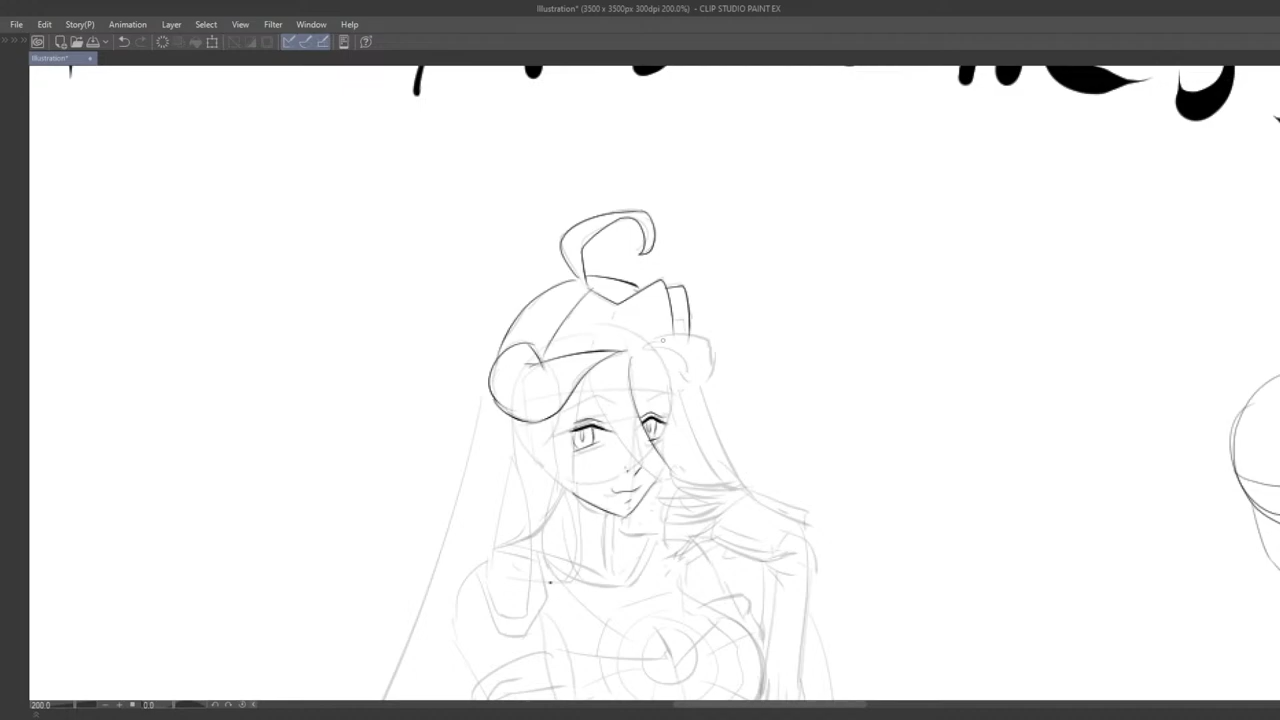 Illustration* (3500 x 3500px 300dpi 200.0%) - CLIP STUDIO PAINT EX
File Edit Story(P) Animation Layer Select View Filter Window Help
Illustration*
200.0 0.0